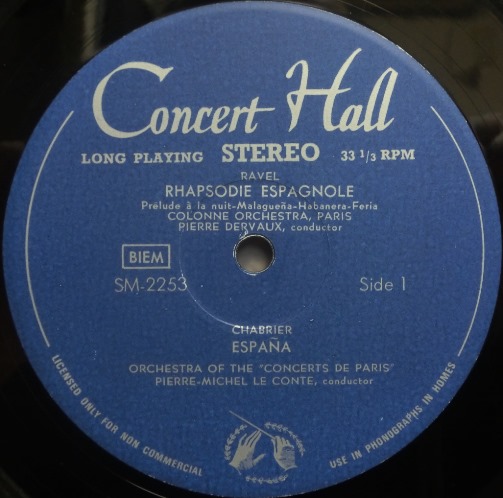 Concert Hall
LONG PLAYING STEREO 33 1/3 RPM
RAVEL
RHAPSODIE ESPAGNOLE
Prélude à la nuit-Malagueña-Habanera-Feria
COLONNE ORCHESTRA, PARIS
PIERRE DERVAUX, conductor
BIEM
SM-2253 Side 1
CHABRIER
ESPAÑA
ORCHESTRA OF THE "CONCERTS DE PARIS"
PIERRE-MICHEL LE CONTE, conductor
LICENSED ONLY FOR NON COMMERCIAL USE IN PHONOGRAPHS IN HOMES